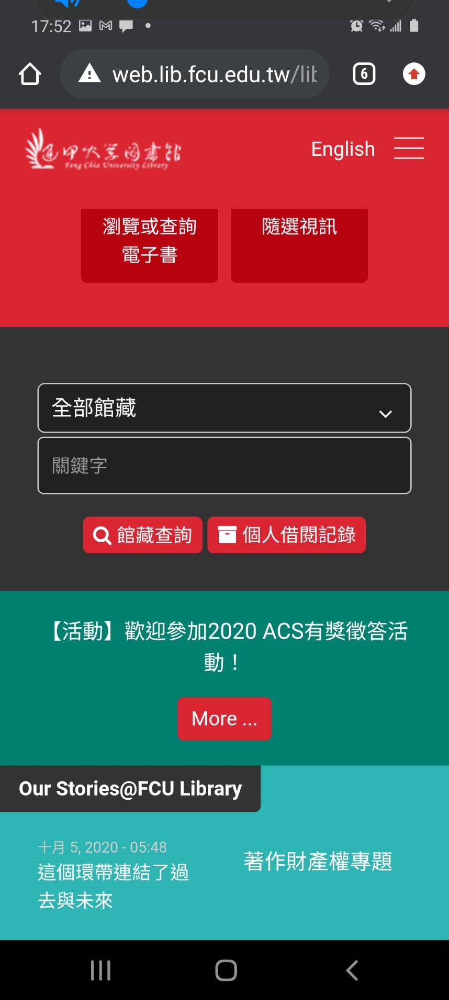 17:52
web.lib.fcu.edu.tw/lib
6
逢甲大學圖書館
Feng Chia University Library
English
瀏覽或查詢
電子書
隨選視訊
全部館藏
關鍵字
館藏查詢
個人借閱記錄
【活動】歡迎參加2020 ACS有獎徵答活
動！
More ...
Our Stories@FCU Library
十月 5, 2020 - 05:48
這個環帶連結了過
去與未來
著作財產權專題